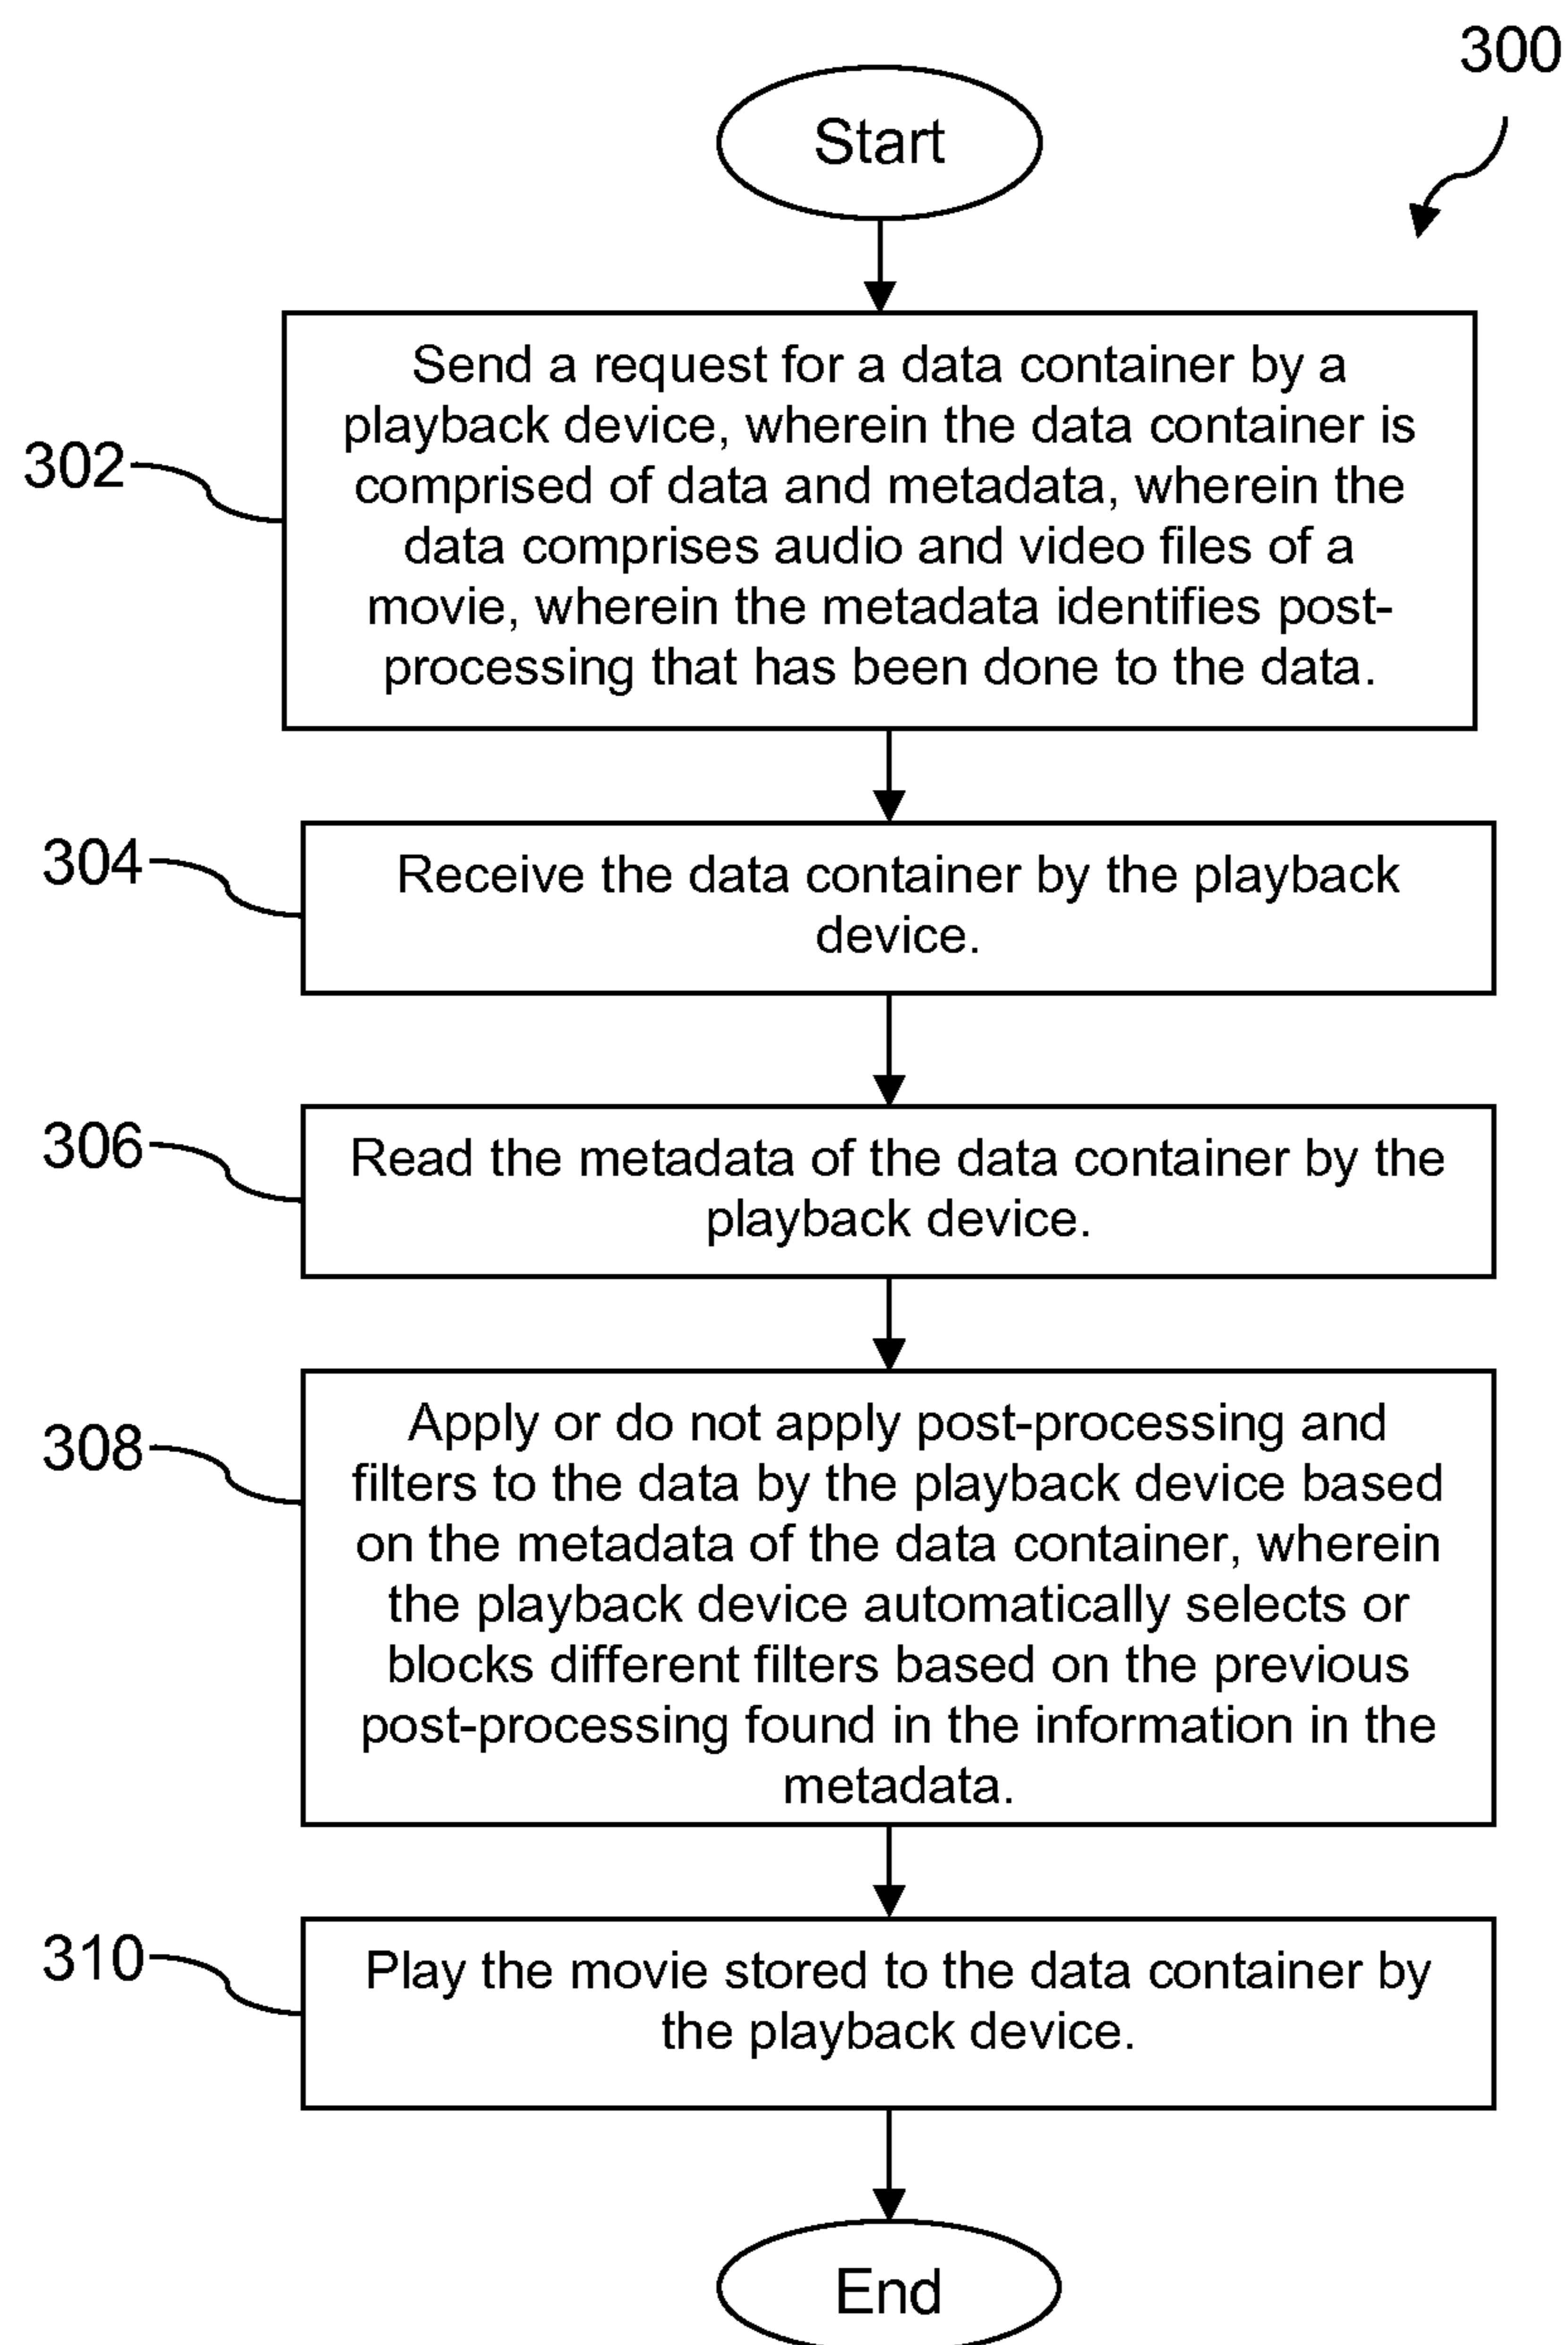 300
Start
302
Send a request for a data container by a
playback device, wherein the data container is
comprised of data and metadata, wherein the
data comprises audio and video files of a
movie, wherein the metadata identifies post-
processing that has been done to the data.
304
Receive the data container by the playback
device.
306
Read the metadata of the data container by the
playback device.
308
Apply or do not apply post-processing and
filters to the data by the playback device based
on the metadata of the data container, wherein
the playback device automatically selects or
blocks different filters based on the previous
post-processing found in the information in the
metadata.
310
Play the movie stored to the data container by
the playback device.
End